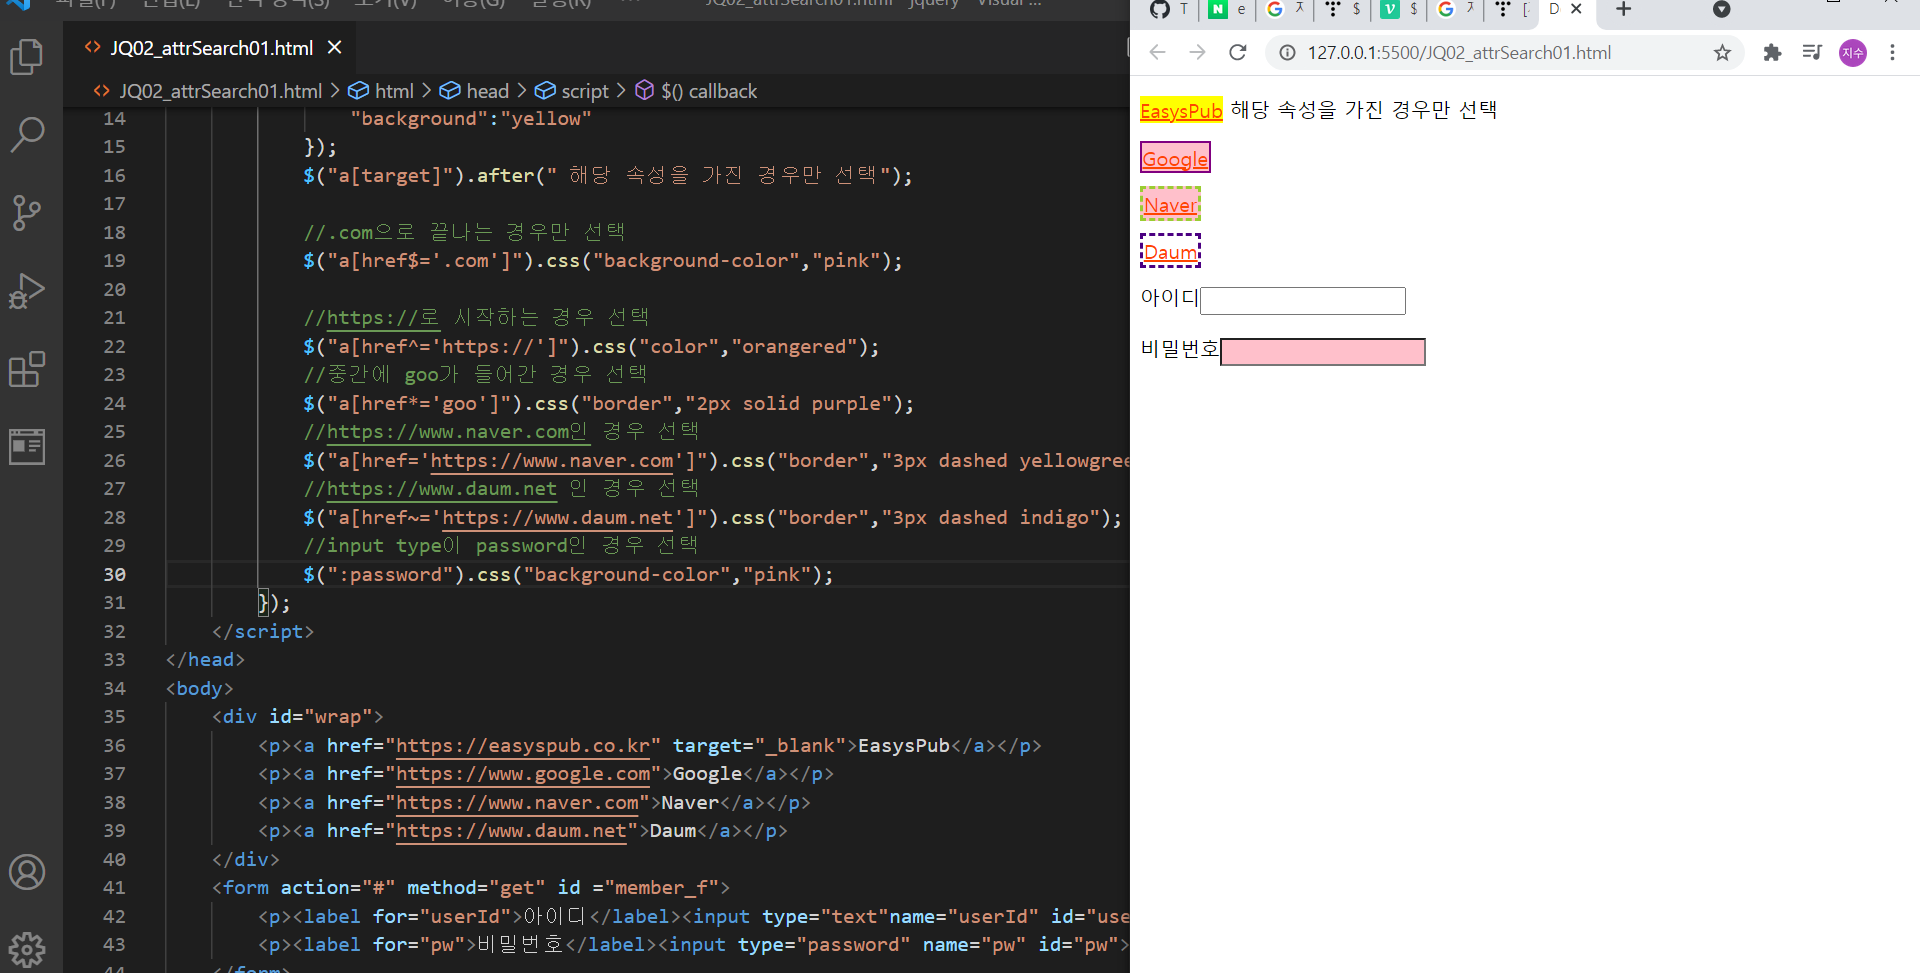 JQ02_attrSearch01.html
JQ02_attrSearch01.html > html > head > script > $() callback
14 "background":"yellow"
15 });
16 $("a[target]").after(" 해당 속성을 가진 경우만 선택");
17
18 //.com으로 끝나는 경우만 선택
19 $("a[href$='.com']").css("background-color","pink");
20
21 //https://로 시작하는 경우 선택
22 $("a[href^='https://']").css("color","orangered");
23 //중간에 goo가 들어간 경우 선택
24 $("a[href*='goo']").css("border","2px solid purple");
25 //https://www.naver.com인 경우 선택
26 $("a[href='https://www.naver.com']").css("border","3px dashed yellowgree
27 //https://www.daum.net 인 경우 선택
28 $("a[href~='https://www.daum.net']").css("border","3px dashed indigo");
29 //input type이 password인 경우 선택
30 $(":password").css("background-color","pink");
31 });
32 </script>
33 </head>
34 <body>
35 <div id="wrap">
36 <p><a href="https://easyspub.co.kr" target="_blank">EasysPub</a></p>
37 <p><a href="https://www.google.com">Google</a></p>
38 <p><a href="https://www.naver.com">Naver</a></p>
39 <p><a href="https://www.daum.net">Daum</a></p>
40 </div>
41 <form action="#" method="get" id ="member_f">
42 <p><label for="userId">아이디</label><input type="text"name="userId" id="use
43 <p><label for="pw">비밀번호</label><input type="password" name="pw" id="pw">
127.0.0.1:5500/JQ02_attrSearch01.html
지수
EasysPub 해당 속성을 가진 경우만 선택
Google
Naver
Daum
아이디
비밀번호